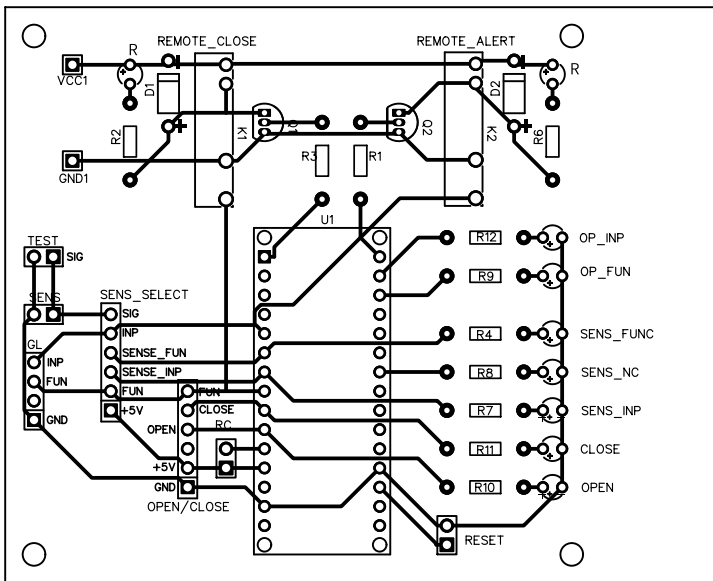 REMOTE_CLOSE
REMOTE_ALERT
R
R
VCC1
D1
D2
R2
K1
Q1
Q2
K2
R6
R3
R1
GND1
U1
TEST
SIG
R12
OP_INP
R9
OP_FUN
SENS
SENS_SELECT
SIG
INP
R4
SENS_FUNC
GL
SENSE_FUN
INP
SENSE_INP
R8
SENS_NC
FUN
FUN
FUN
+5V
CLOSE
R7
SENS_INP
GND
OPEN
RC
R11
CLOSE
+5V
GND
R10
OPEN
OPEN/CLOSE
RESET